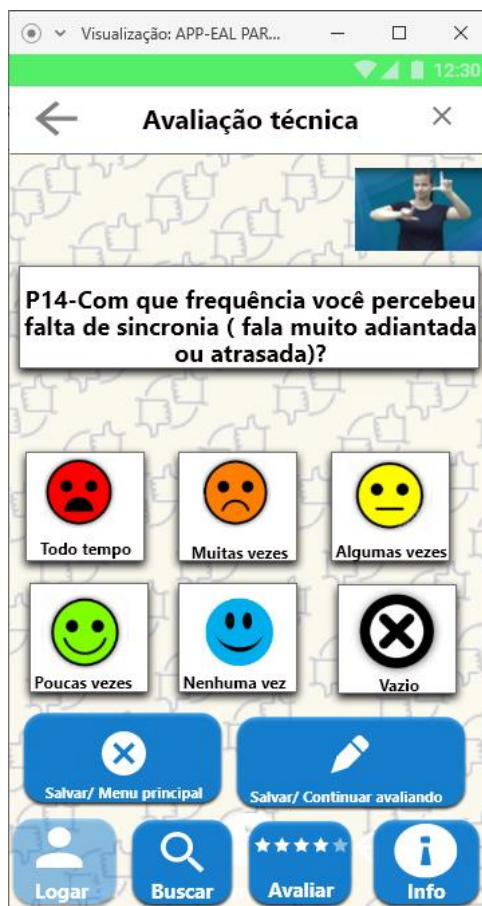 Visualização: APP-EAL PAR...
12:30
Avaliação técnica
P14-Com que frequência você percebeu
falta de sincronia ( fala muito adiantada
ou atrasada)?
Todo tempo
Muitas vezes
Algumas vezes
Poucas vezes
Nenhuma vez
Vazio
Salvar/ Menu principal
Salvar/ Continuar avaliando
Logar
Buscar
Avaliar
Info